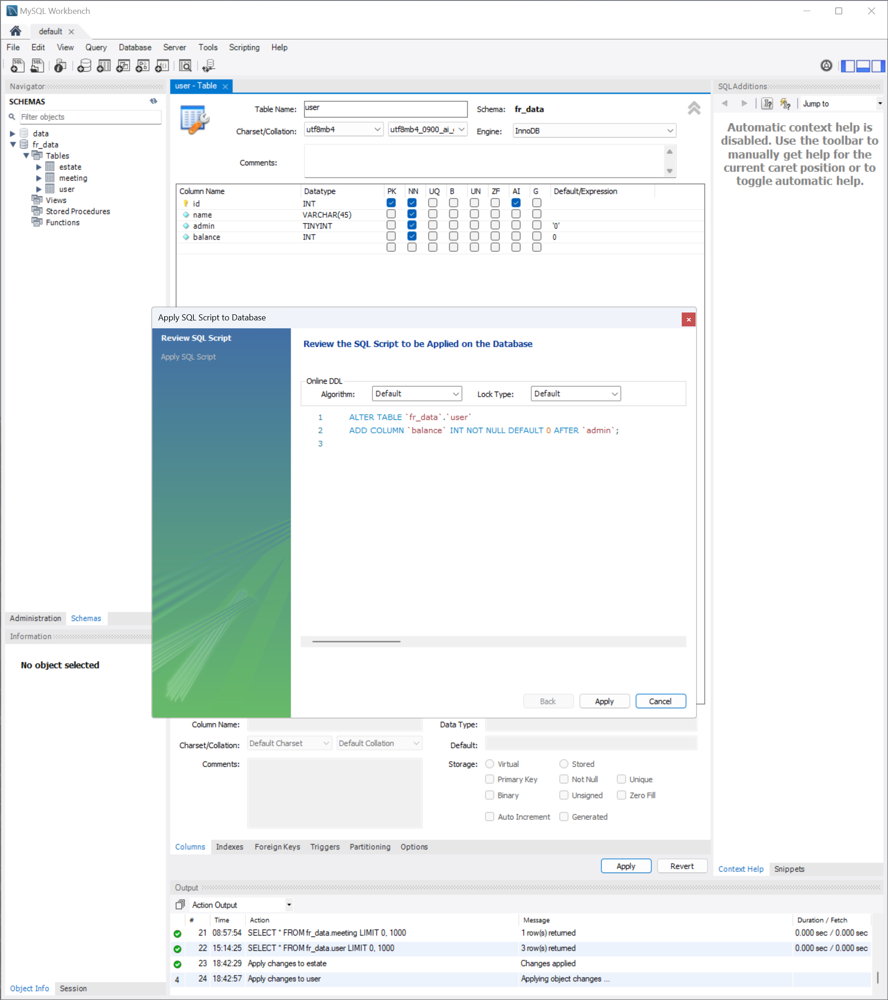 MySQL Workbench
default
File Edit View Query Database Server Tools Scripting Help
Navigator
SCHEMAS
Filter objects
data
fr_data
Tables
estate
meeting
user
Views
Stored Procedures
Functions
Administration Schemas
Information
No object selected
Object Info Session
user - Table
Table Name: user Schema: fr_data
Charset/Collation: utf8mb4 utf8mb4_0900_ai_ Engine: InnoDB
Comments:
Column Name Datatype PK NN UQ B UN ZF AI G Default/Expression
id INT
name VARCHAR(45)
admin TINYINT '0'
balance INT 0
Apply SQL Script to Database
Review SQL Script
Apply SQL Script
Review the SQL Script to be Applied on the Database
Online DDL
Algorithm: Default Lock Type: Default
1 ALTER TABLE `fr_data`.`user`
2 ADD COLUMN `balance` INT NOT NULL DEFAULT 0 AFTER `admin`;
3
Back Apply Cancel
Column Name: Data Type:
Charset/Collation: Default Charset Default Collation Default:
Comments: Storage: Virtual Stored
Primary Key Not Null Unique
Binary Unsigned Zero Fill
Auto Increment Generated
Columns Indexes Foreign Keys Triggers Partitioning Options
Apply Revert
Output
Action Output
# Time Action Message Duration / Fetch
21 08:57:54 SELECT * FROM fr_data.meeting LIMIT 0, 1000 1 row(s) returned 0.000 sec / 0.000 sec
22 15:14:25 SELECT * FROM fr_data.user LIMIT 0, 1000 3 row(s) returned 0.000 sec / 0.000 sec
23 18:42:29 Apply changes to estate Changes applied
4 24 18:42:57 Apply changes to user Applying object changes ...
SQLAdditions
Jump to
Automatic context help is
disabled. Use the toolbar to
manually get help for the
current caret position or to
toggle automatic help.
Context Help Snippets